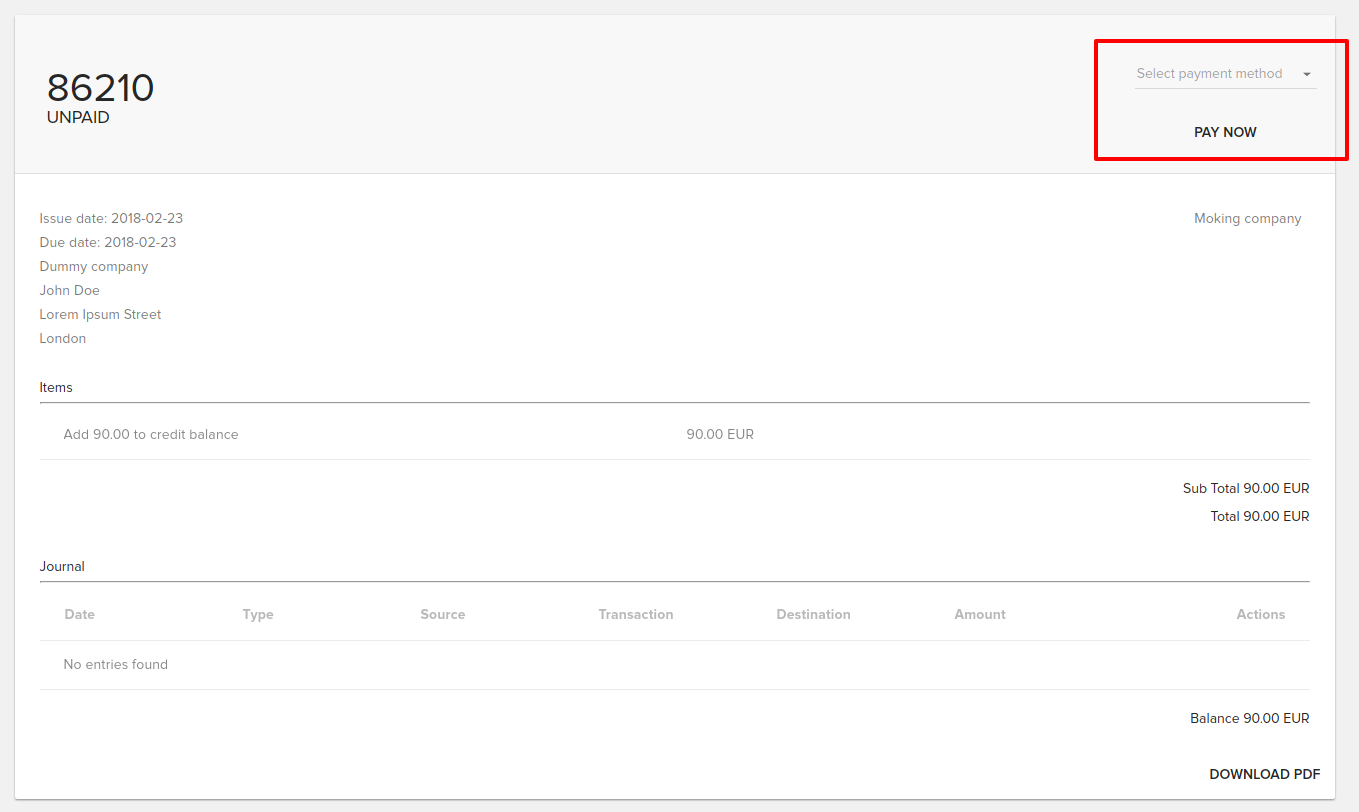 86210
UNPAID
Select payment method
PAY NOW
Issue date: 2018-02-23
Due date: 2018-02-23
Dummy company
John Doe
Lorem Ipsum Street
London
Moking company
Items
Add 90.00 to credit balance 90.00 EUR
Sub Total 90.00 EUR
Total 90.00 EUR
Journal
Date Type Source Transaction Destination Amount Actions
No entries found
Balance 90.00 EUR
DOWNLOAD PDF